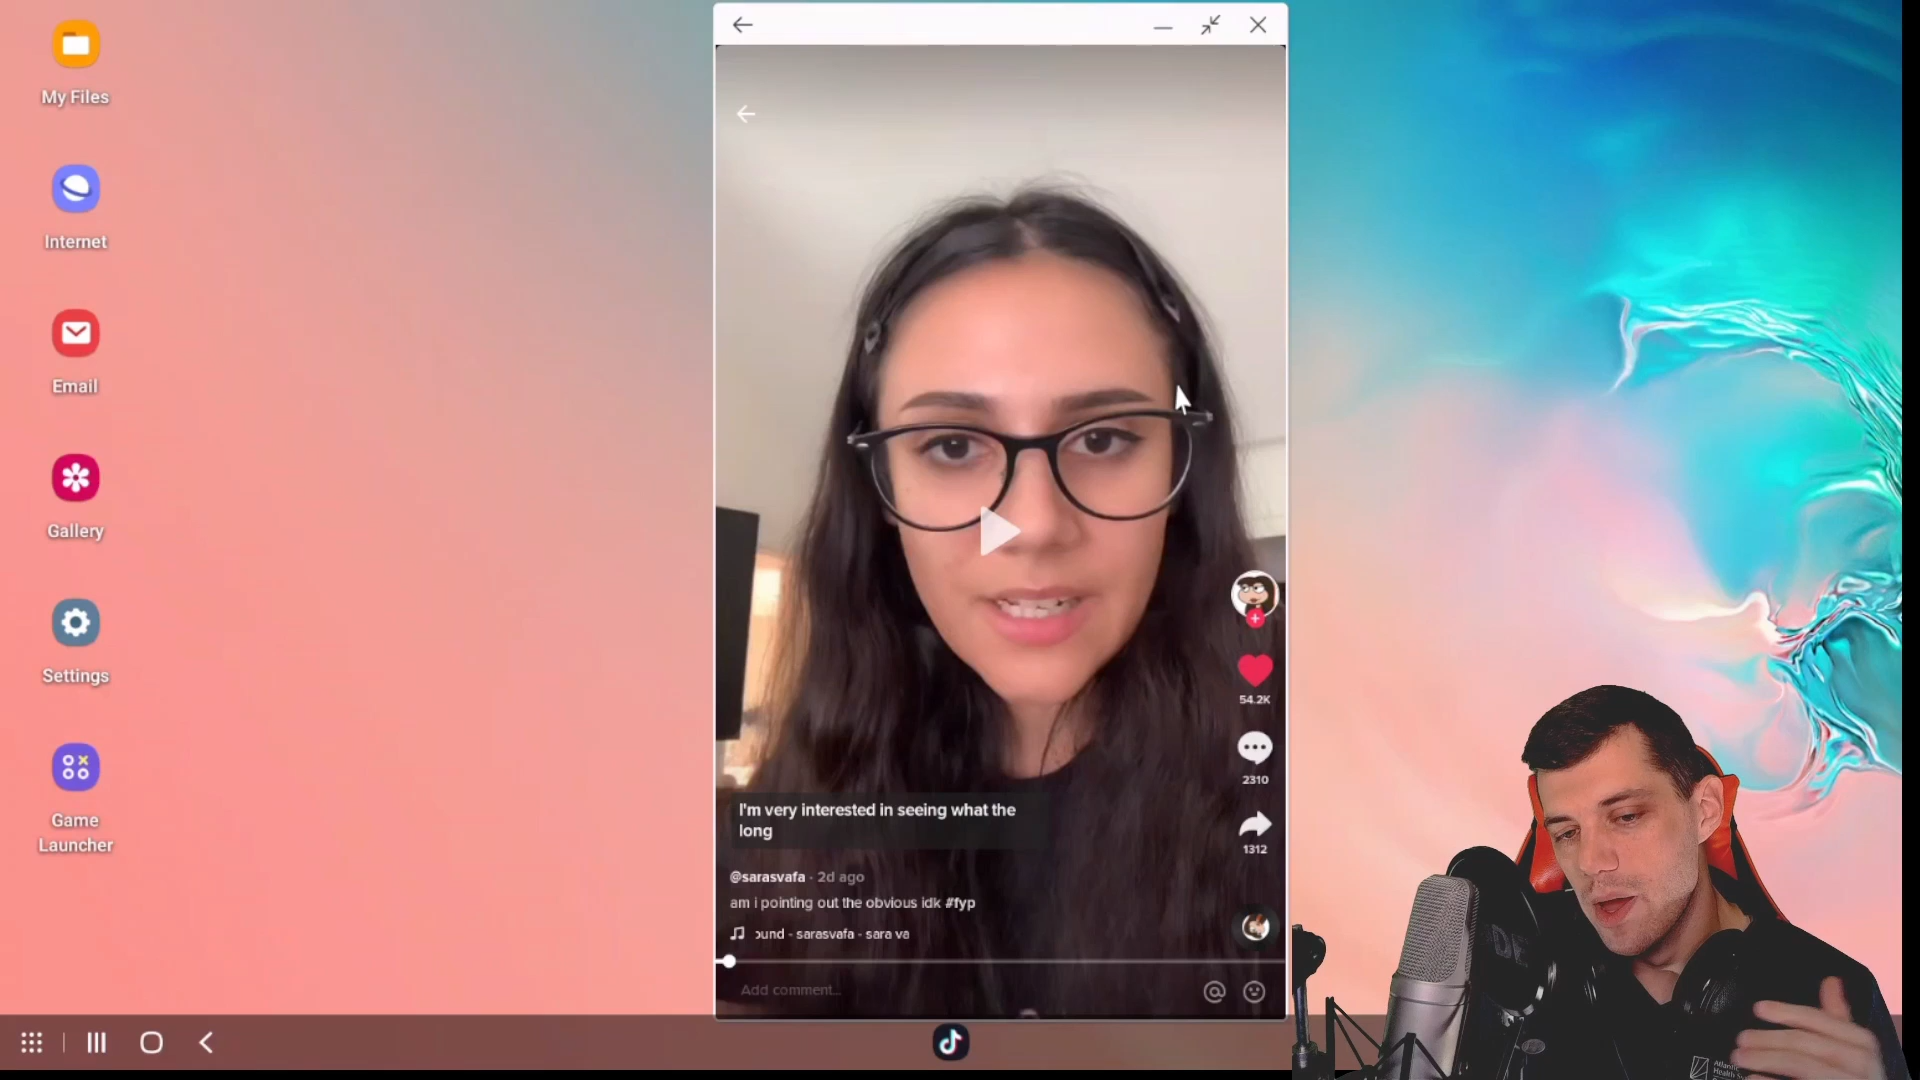 My Files
Internet
Email
Gallery
Settings
Game
Launcher
54.2K
2310
1312
I'm very interested in seeing what the
long
@sarasvafa · 2d ago
am i pointing out the obvious idk #fyp
ound - sarasvafa - sara va
Add comment...